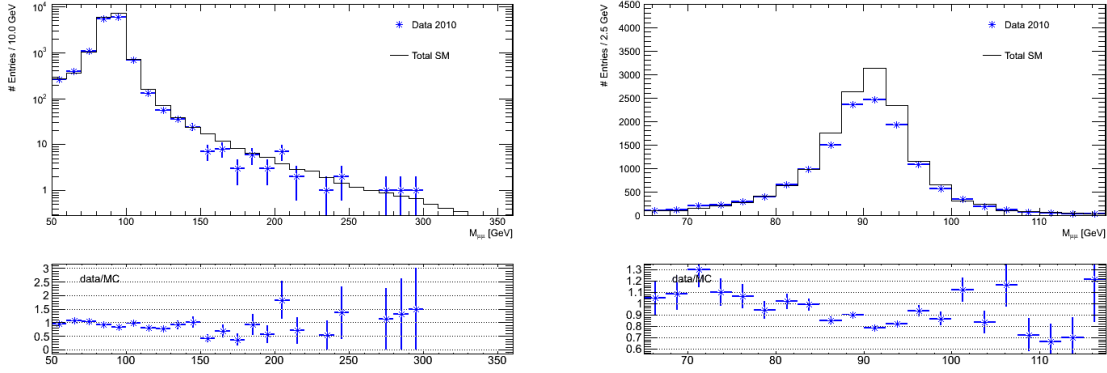 # Entries / 10.0 GeV
10⁴
10³
10²
10
1
Data 2010
Total SM
50 100 150 200 250 300 350
M_μμ [GeV]
data/MC
3
2.5
2
1.5
1
0.5
0
50 100 150 200 250 300 350
# Entries / 2.5 GeV
4500
4000
3500
3000
2500
2000
1500
1000
500
0
Data 2010
Total SM
70 80 90 100 110
M_μμ [GeV]
data/MC
1.3
1.2
1.1
1
0.9
0.8
0.7
0.6
70 80 90 100 110